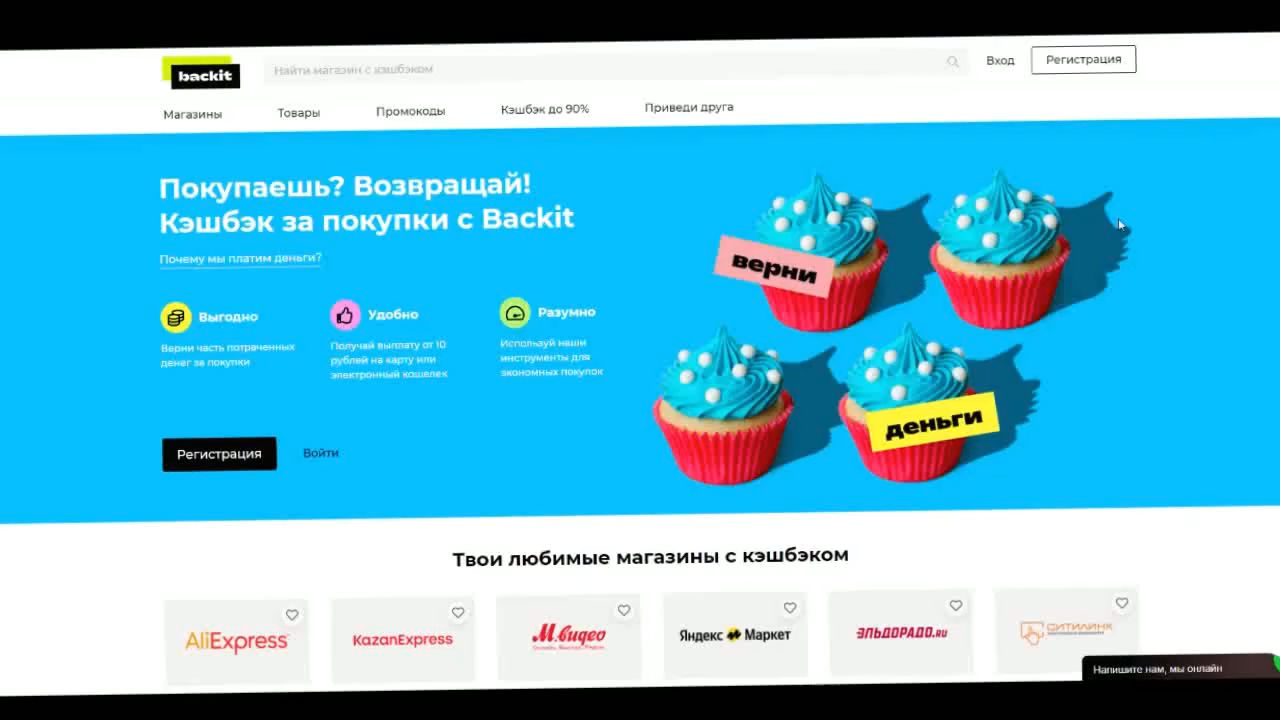 backit
Найти магазин с кэшбэком
Вход
Регистрация
Магазины
Товары
Промокоды
Кэшбэк до 90%
Приведи друга
Покупаешь? Возвращай!
Кэшбэк за покупки с Backit
Почему мы платим деньги?
Выгодно
Верни часть потраченных
денег за покупки
Удобно
Получай выплату от 10
рублей на карту или
электронный кошелек
Разумно
Используй наши
инструменты для
экономных покупок
верни
деньги
Регистрация
Войти
Твои любимые магазины с кэшбэком
AliExpress
KazanExpress
М.видео
Яндекс Маркет
ЭЛЬДОРАДО.RU
СИТИЛИНК
Напишите нам, мы онлайн